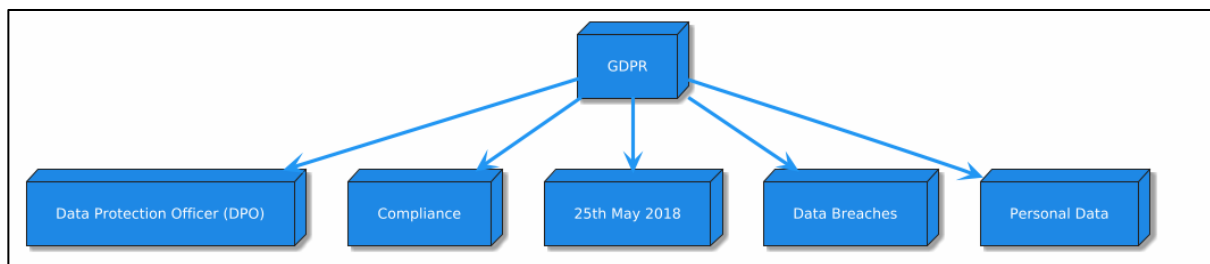 GDPR
Data Protection Officer (DPO)
Compliance
25th May 2018
Data Breaches
Personal Data